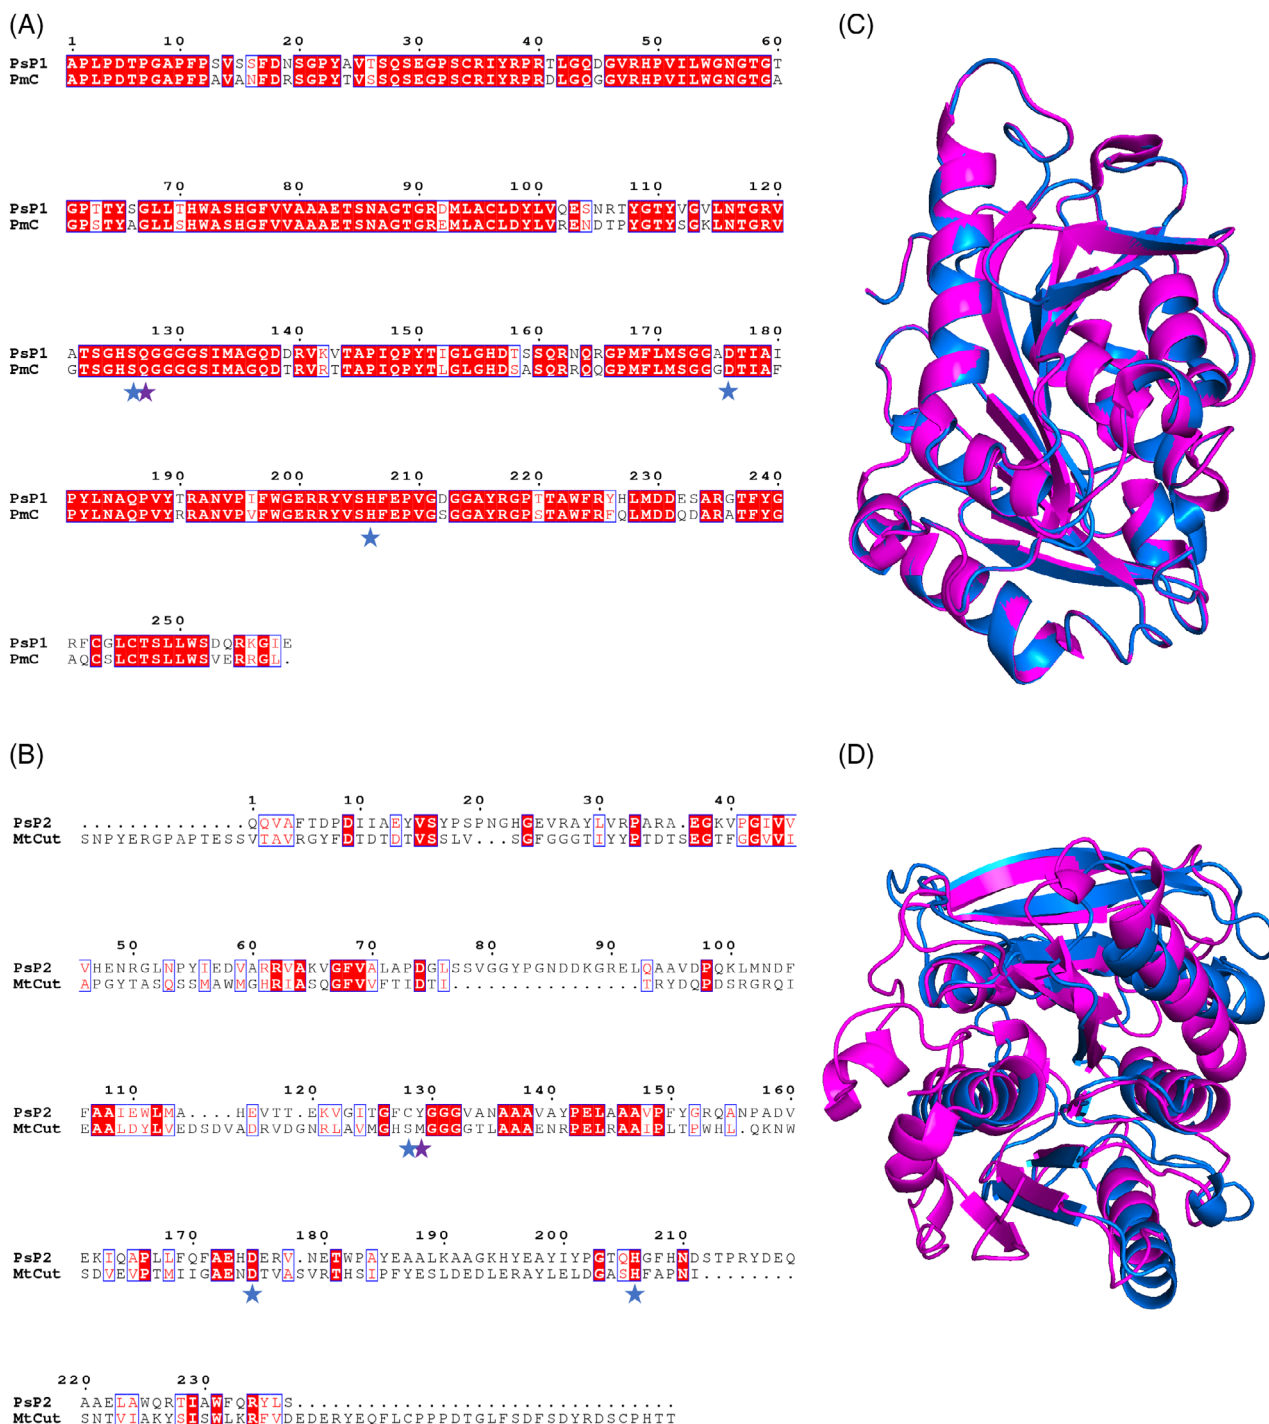 (A)
1 10 20 30 40 50 60
PsP1 APLPDTPGAPFPSVSSFDNSGPYAVTSQSEGPSCRIYRPRTLGQDGVRHPVILWGNGTGT
PmC APLPDTPGAPFPAVANFDRSGPYTVSSQSEGPSCRIYRPRDLGQGGVRHPVILWGNGTGA
70 80 90 100 110 120
PsP1 GPTTYSGLLTHWASHGFVVAAAETSNAGTGRDMLACLDYLVQESNRTYGTYVGVLNTGRV
PmC GPSTYAGLLSHWASHGFVVAAAETSNAGTGREMLACLDYLVRENDTPYGTYSGKLNTGRV
130 140 150 160 170 180
PsP1 ATSGHSQGGGGSIMAGQDDRVKVTAPIQPYTIGLGHDTSSQRNQRGPMFLMSGGADTIAI
PmC GTSGHSQGGGGSIMAGQDTRVRTTAPIQPYTLGLGHDSASQRRQQGPMFLMSGGGDTIAF
190 200 210 220 230 240
PsP1 PYLNAQPVYTRANVPIFWGERRYVSHFEPVGDGGAYRGPTTAWFRYHLMDDESARGTFYG
PmC PYLNAQPVYRRANVPVFWGERRYVSHFEPVGSGGAYRGPSTAWFRFQLMDDQDARATFYG
250
PsP1 RFCGLCTSLLWSDQRKGIE
PmC AQCSLCTSLLWSVERRGL.
(B)
1 10 20 30 40
PsP2 ..............QQVAFTDPDIIAEYVSYPSPNGHGEVRAYLVRPARA.EGKVPGIVV
MtCut SNPYERGPAPTESSVIAVRGYFDTDTDTVSSLV...SGFGGGTIYYPTDTSEGTFGGVVI
50 60 70 80 90 100
PsP2 VHENRGLNPYIEDVARRVAKVGFVALAPDGLSSVGGYPGNDDKGRELQAAVDPQKLMNDF
MtCut APGYTASQSSMAWMGHRIASQGFVVFTIDTI................TRYDQPDSRGRQI
110 120 130 140 150 160
PsP2 FAAIEWLMA....HEVTT.EKVGITGFCYGGGVANAAAVAYPELAAAVPFYGRQANPADV
MtCut EAALDYLVEDSDVADRVDGNRLAVMGHSMGGGGTLAAAENRPELRAAIPLTPWHL.QKNW
170 180 190 200 210
PsP2 EKIQAPLLFQFAEHDERV.NETWPAYEAALKAAGKHYEAYIYPGTQHGFHNDSTPRYDEQ
MtCut SDVEVPTMIIGAENDTVASVRTHSIPFYESLDEDLERAYLELDGASHFAPNI........
220 230
PsP2 AAELAWQRTIAWFQRYLS................................
MtCut SNTVIAKYSISWLKRFVDEDERYEQFLCPPPDTGLFSDFSDYRDSCPHTT
(C)
(D)